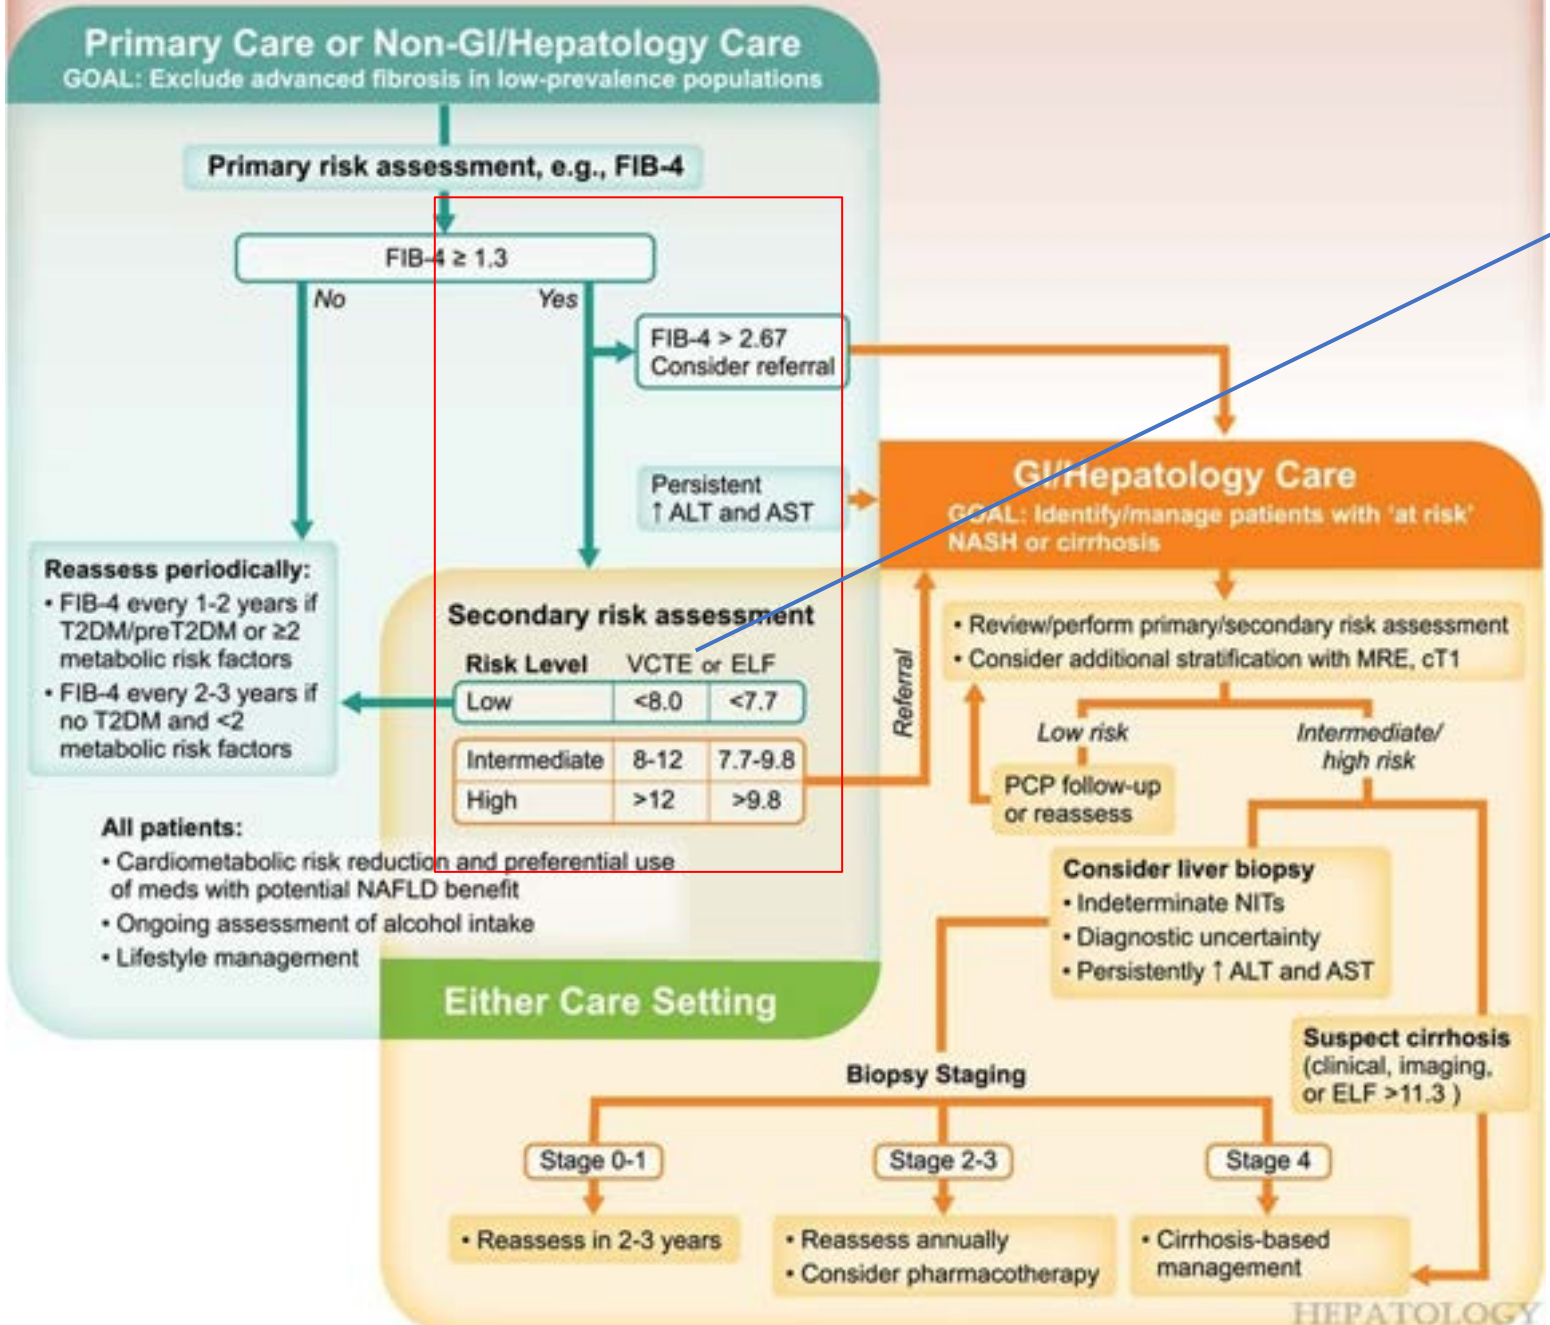 Primary Care or Non-GI/Hepatology Care
GOAL: Exclude advanced fibrosis in low-prevalence populations
Primary risk assessment, e.g., FIB-4
FIB-4 ≥ 1.3
No
Yes
FIB-4 > 2.67
Consider referral
Persistent
↑ ALT and AST
Reassess periodically:
• FIB-4 every 1-2 years if
T2DM/preT2DM or ≥2
metabolic risk factors
• FIB-4 every 2-3 years if
no T2DM and <2
metabolic risk factors
Secondary risk assessment
Risk Level VCTE or ELF
Low <8.0 <7.7
Intermediate 8-12 7.7-9.8
High >12 >9.8
All patients:
• Cardiometabolic risk reduction and preferential use
of meds with potential NAFLD benefit
• Ongoing assessment of alcohol intake
• Lifestyle management
Either Care Setting
Referral
GI/Hepatology Care
GOAL: Identify/manage patients with ‘at risk’
NASH or cirrhosis
• Review/perform primary/secondary risk assessment
• Consider additional stratification with MRE, cT1
Low risk
Intermediate/
high risk
PCP follow-up
or reassess
Consider liver biopsy
• Indeterminate NITs
• Diagnostic uncertainty
• Persistently ↑ ALT and AST
Suspect cirrhosis
(clinical, imaging,
or ELF >11.3 )
Biopsy Staging
Stage 0-1
Stage 2-3
Stage 4
• Reassess in 2-3 years
• Reassess annually
• Consider pharmacotherapy
• Cirrhosis-based
management
HEPATOLOGY